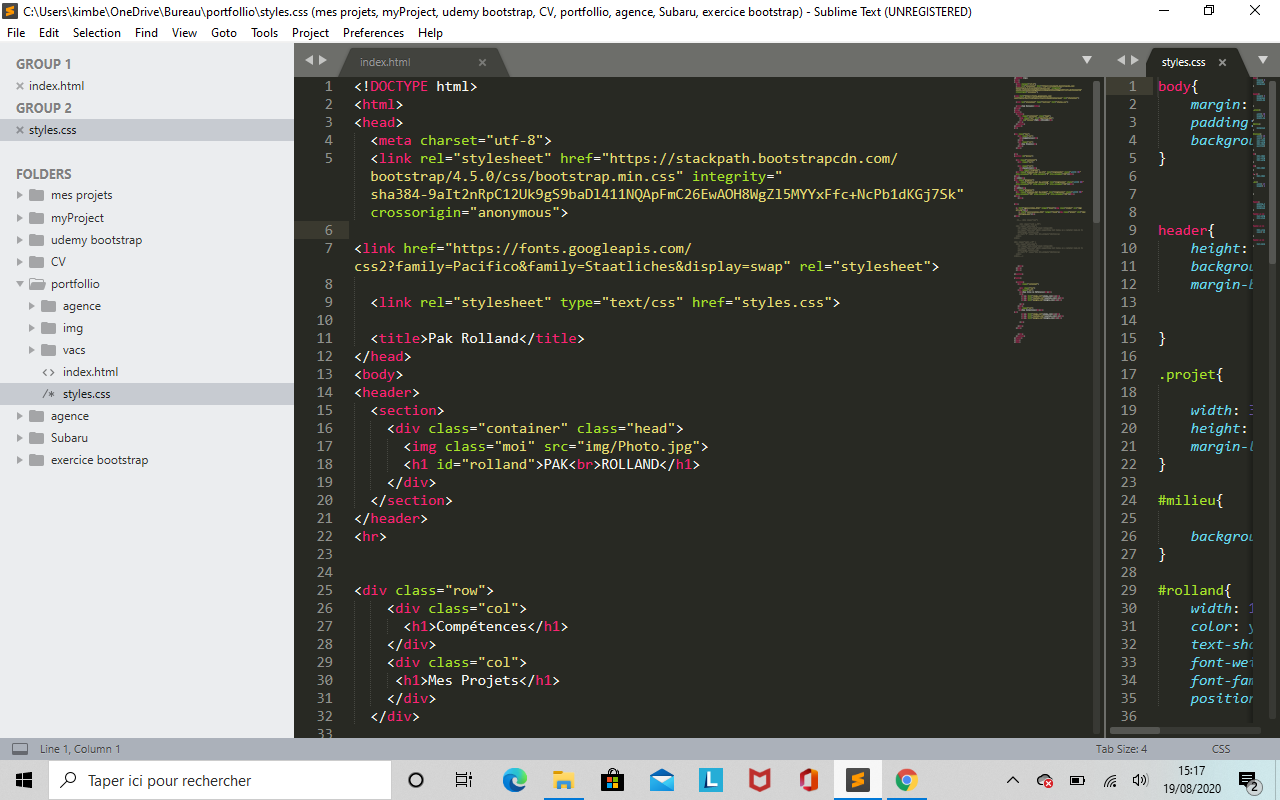 C:\Users\kimbe\OneDrive\Bureau\portfollio\styles.css (mes projets, myProject, udemy bootstrap, CV, portfollio, agence, Subaru, exercice bootstrap) - Sublime Text (UNREGISTERED)
File Edit Selection Find View Goto Tools Project Preferences Help
GROUP 1
index.html
GROUP 2
styles.css
FOLDERS
mes projets
myProject
udemy bootstrap
CV
portfollio
agence
img
vacs
index.html
styles.css
agence
Subaru
exercice bootstrap
index.html
1 <!DOCTYPE html>
2 <html>
3 <head>
4 <meta charset="utf-8">
5 <link rel="stylesheet" href="https://stackpath.bootstrapcdn.com/
bootstrap/4.5.0/css/bootstrap.min.css" integrity="
sha384-9aIt2nRpC12Uk9gS9baDl411NQApFmC26EwAOH8WgZl5MYYxFfc+NcPb1dKGj7Sk"
crossorigin="anonymous">
6
7 <link href="https://fonts.googleapis.com/
css2?family=Pacifico&family=Staatliches&display=swap" rel="stylesheet">
8
9 <link rel="stylesheet" type="text/css" href="styles.css">
10
11 <title>Pak Rolland</title>
12 </head>
13 <body>
14 <header>
15 <section>
16 <div class="container" class="head">
17 <img class="moi" src="img/Photo.jpg">
18 <h1 id="rolland">PAK<br>ROLLAND</h1>
19 </div>
20 </section>
21 </header>
22 <hr>
23
24
25 <div class="row">
26 <div class="col">
27 <h1>Compétences</h1>
28 </div>
29 <div class="col">
30 <h1>Mes Projets</h1>
31 </div>
32 </div>
33
styles.css
1 body{
2 margin:
3 padding:
4 backgrou
5 }
6
7
8
9 header{
10 height:
11 backgrou
12 margin-b
13
14
15 }
16
17 .projet{
18
19 width: 3
20 height:
21 margin-b
22 }
23
24 #milieu{
25
26 backgrou
27 }
28
29 #rolland{
30 width: 1
31 color: y
32 text-sha
33 font-wei
34 font-fam
35 position
36
Line 1, Column 1
Tab Size: 4
CSS
Taper ici pour rechercher
15:17
19/08/2020
2